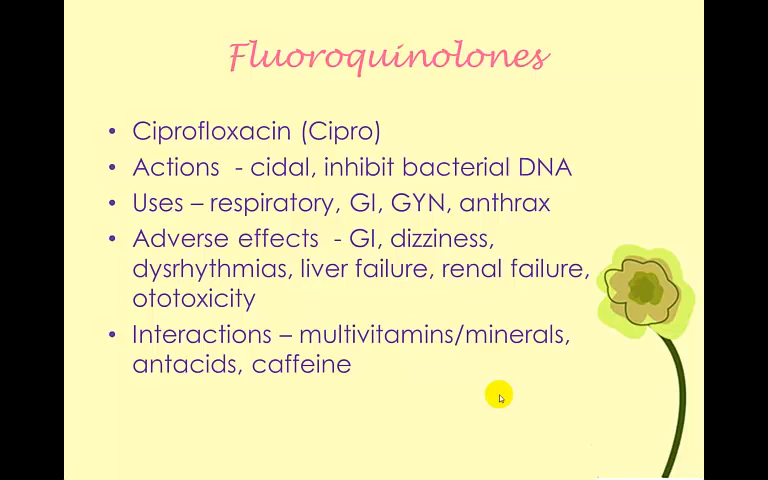 Fluoroquinolones
• Ciprofloxacin (Cipro)
• Actions - cidal, inhibit bacterial DNA
• Uses – respiratory, GI, GYN, anthrax
• Adverse effects - GI, dizziness,
dysrhythmias, liver failure, renal failure,
ototoxicity
• Interactions – multivitamins/minerals,
antacids, caffeine